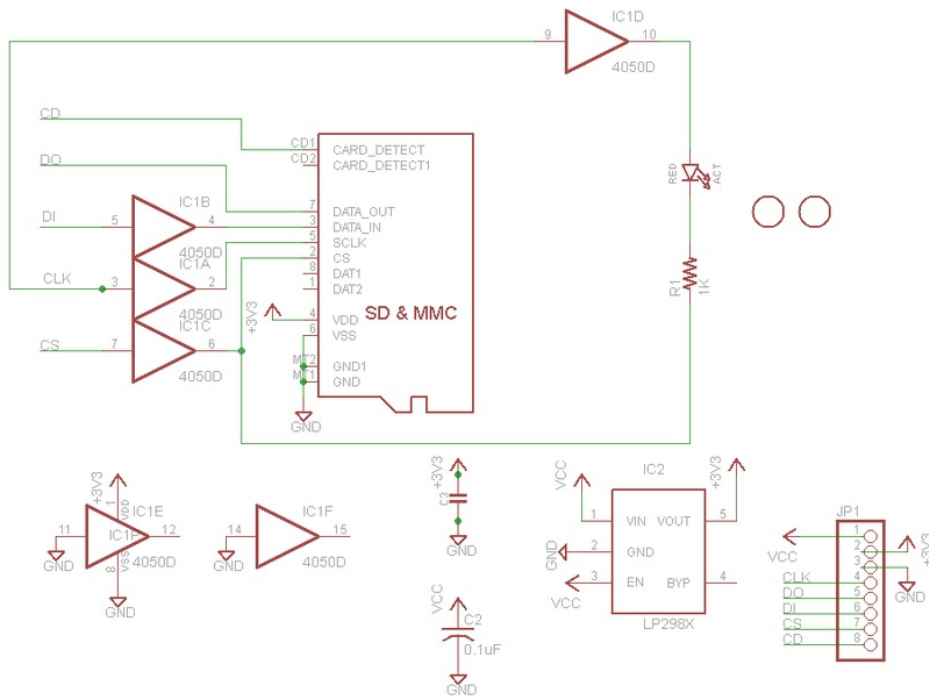 IC1D
9
10
4050D
CD
CD1
CARD_DETECT
CD2
CARD_DETECT1
DO
RED
ACT
IC1B
7
DATA_OUT
DI
5
4
3
DATA_IN
4050D
5
SCLK
IC1A
2
CS
CLK
3
2
8
DAT1
4050D
1
DAT2
R1
1K
IC1C
+3V3
SD & MMC
4
VDD
CS
7
6
6
VSS
4050D
MT2
GND1
MT1
GND
GND
+3V3
1
VDD
IC1E
11
12
IC1P
4050D
GND
8
VSS
GND
IC1F
14
15
4050D
GND
+3V3
C3
GND
VCC
C2
0.1uF
GND
IC2
VCC
+3V3
1
VIN
VOUT
5
GND
2
GND
3
EN
BYP
4
VCC
LP298X
JP1
1
VCC
2
+3V3
3
CLK
4
GND
DO
5
DI
6
CS
7
CD
8